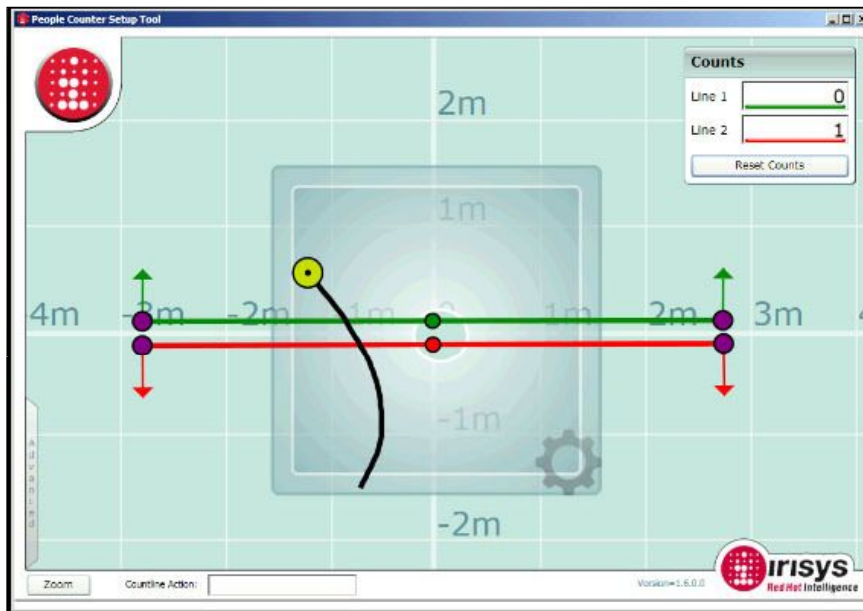 People Counter Setup Tool
Counts
Line 1 0
Line 2 1
Reset Counts
2m
1m
-4m -3m -2m -1m 0 1m 2m 3m 4
-1m
-2m
Advanced
Zoom Countline Action:
Version=1.6.0.0
irisys
Red Hot Intelligence